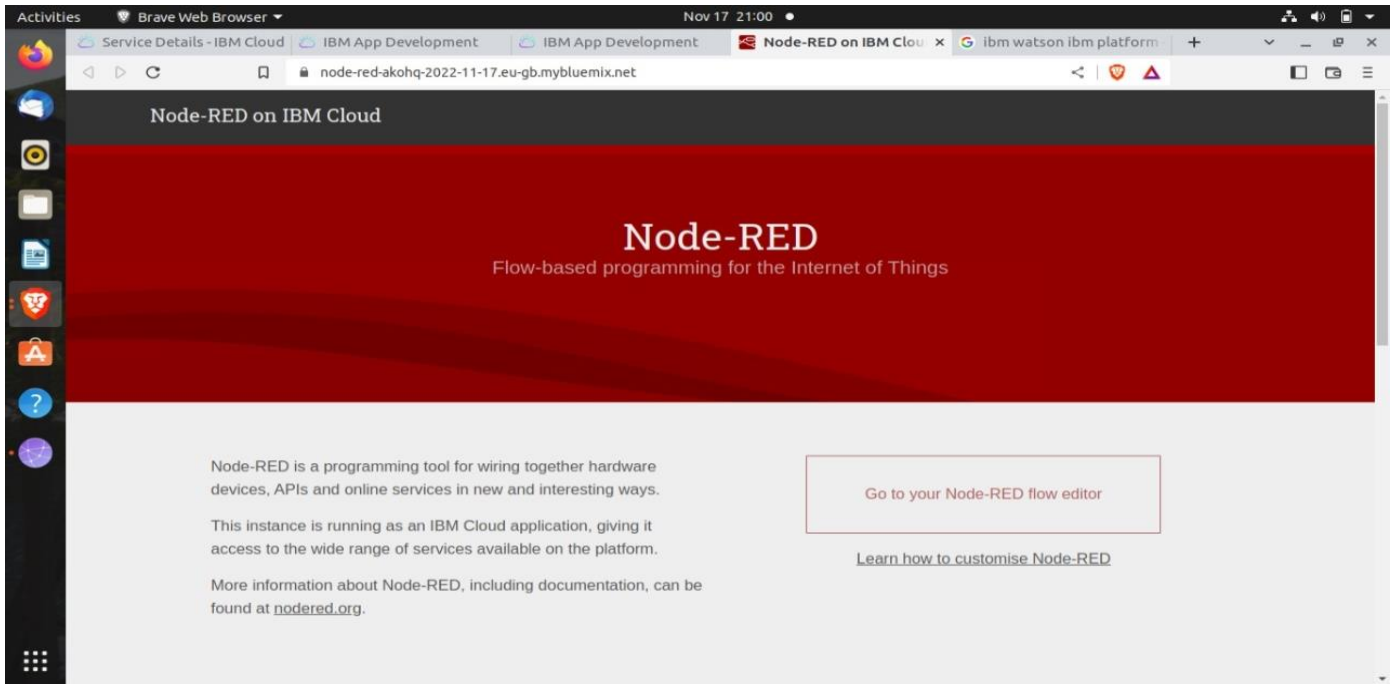 Activities
Brave Web Browser
Nov 17 21:00
Service Details - IBM Cloud
IBM App Development
IBM App Development
Node-RED on IBM Clou
ibm watson ibm platform
node-red-akohq-2022-11-17.eu-gb.mybluemix.net
Node-RED on IBM Cloud
Node-RED
Flow-based programming for the Internet of Things
Node-RED is a programming tool for wiring together hardware
devices, APIs and online services in new and interesting ways.
This instance is running as an IBM Cloud application, giving it
access to the wide range of services available on the platform.
More information about Node-RED, including documentation, can be
found at nodered.org.
Go to your Node-RED flow editor
Learn how to customise Node-RED